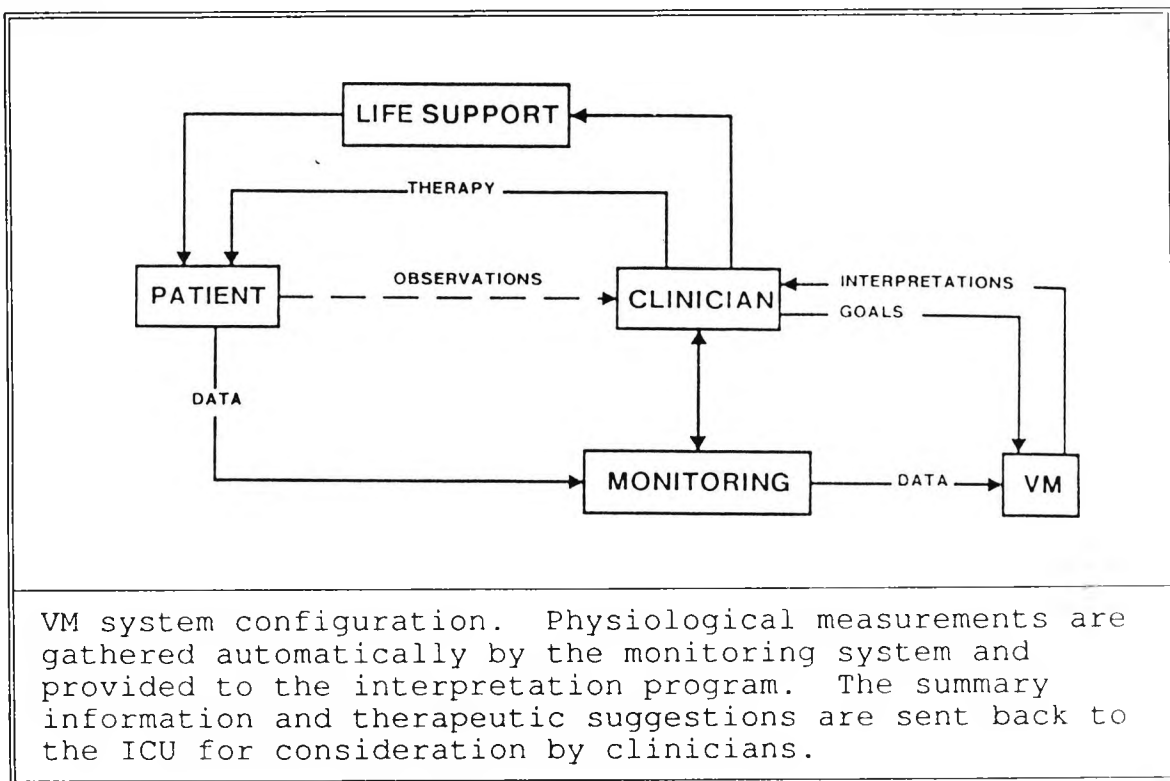 LIFE SUPPORT
THERAPY
PATIENT
OBSERVATIONS
CLINICIAN
INTERPRETATIONS
GOALS
DATA
MONITORING
DATA
VM
VM system configuration. Physiological measurements are
gathered automatically by the monitoring system and
provided to the interpretation program. The summary
information and therapeutic suggestions are sent back to
the ICU for consideration by clinicians.